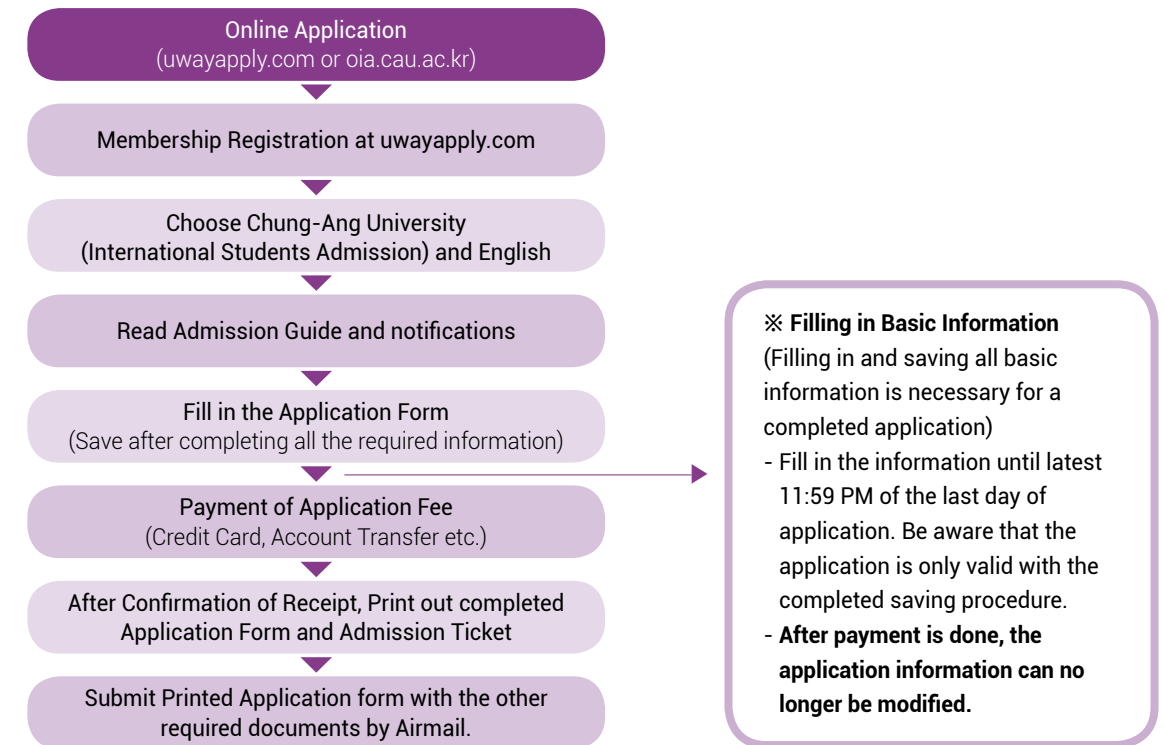 Online Application
(uwayapply.com or oia.cau.ac.kr)
Membership Registration at uwayapply.com
Choose Chung-Ang University
(International Students Admission) and English
Read Admission Guide and notifications
Fill in the Application Form
(Save after completing all the required information)
Payment of Application Fee
(Credit Card, Account Transfer etc.)
After Confirmation of Receipt, Print out completed
Application Form and Admission Ticket
Submit Printed Application form with the other
required documents by Airmail.
※ Filling in Basic Information
(Filling in and saving all basic
information is necessary for a
completed application)
- Fill in the information until latest
11:59 PM of the last day of
application. Be aware that the
application is only valid with the
completed saving procedure.
- After payment is done, the
application information can no
longer be modified.